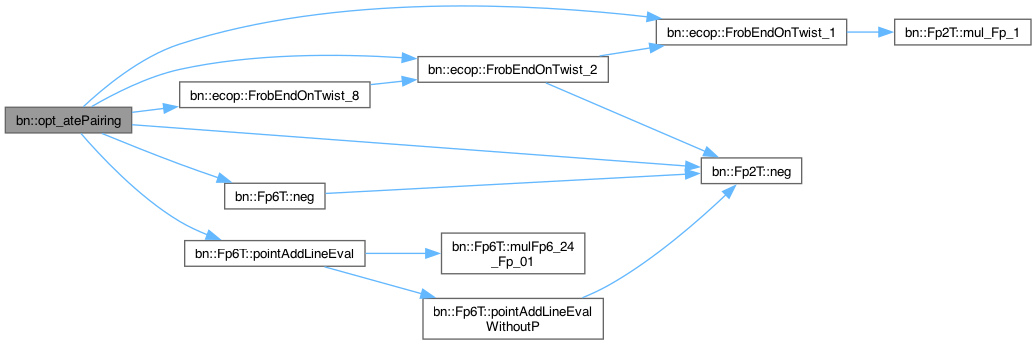 bn::ecop::FrobEndOnTwist_1
bn::Fp2T::mul_Fp_1
bn::ecop::FrobEndOnTwist_2
bn::ecop::FrobEndOnTwist_8
bn::opt_atePairing
bn::Fp2T::neg
bn::Fp6T::neg
bn::Fp6T::pointAddLineEval
bn::Fp6T::mulFp6_24
_Fp_01
bn::Fp6T::pointAddLineEval
WithoutP